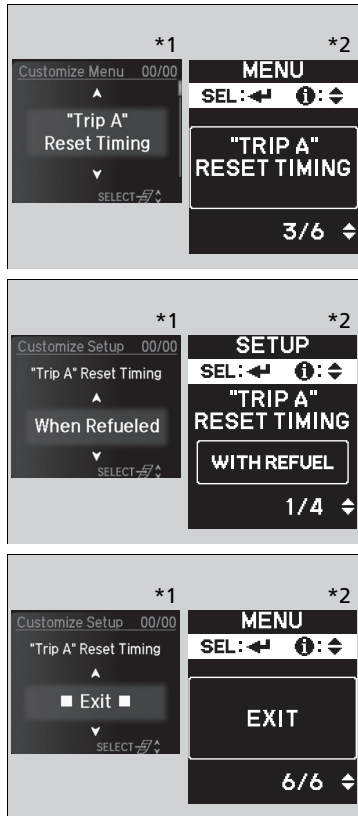 *1
*2
Customize Menu 00/00
"Trip A"
Reset Timing
SELECT
MENU
SEL:
"TRIP A"
RESET TIMING
3/6
*1
*2
Customize Setup 00/00
"Trip A" Reset Timing
When Refueled
SELECT
SETUP
SEL:
"TRIP A"
RESET TIMING
WITH REFUEL
1/4
*1
*2
Customize Setup 00/00
"Trip A" Reset Timing
■ Exit ■
SELECT
MENU
SEL:
EXIT
6/6